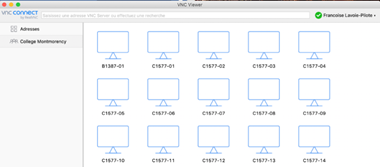 VNC Viewer
VNC CONNECT
by RealVNC
Saisissez une adresse VNC Server ou effectuez une recherche
Françoise Lavoie-Pilote
Adresses
College Montmorency
B1387-01
C1577-01
C1577-02
C1577-03
C1577-04
C1577-05
C1577-06
C1577-07
C1577-08
C1577-09
C1577-10
C1577-11
C1577-12
C1577-13
C1577-14